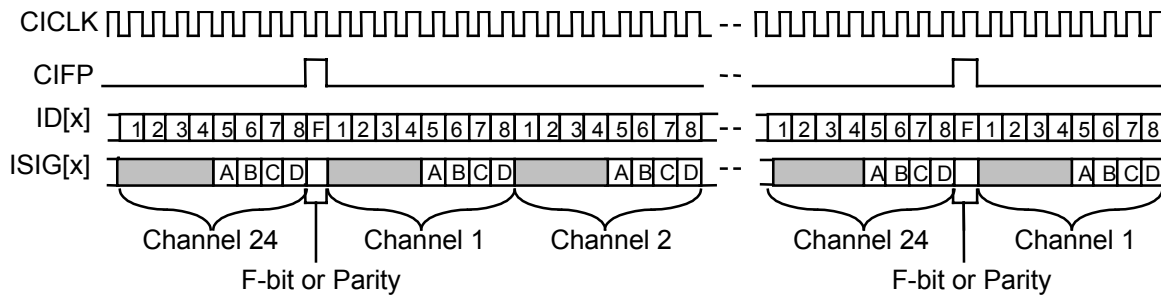 CICLK --
CIFP --
ID[x] 1 2 3 4 5 6 7 8 F 1 2 3 4 5 6 7 8 1 2 3 4 5 6 7 8 -- 1 2 3 4 5 6 7 8 F 1 2 3 4 5 6 7 8
ISIG[x] A B C D A B C D A B C D -- A B C D A B C D
Channel 24 Channel 1 Channel 2 Channel 24 Channel 1
F-bit or Parity F-bit or Parity